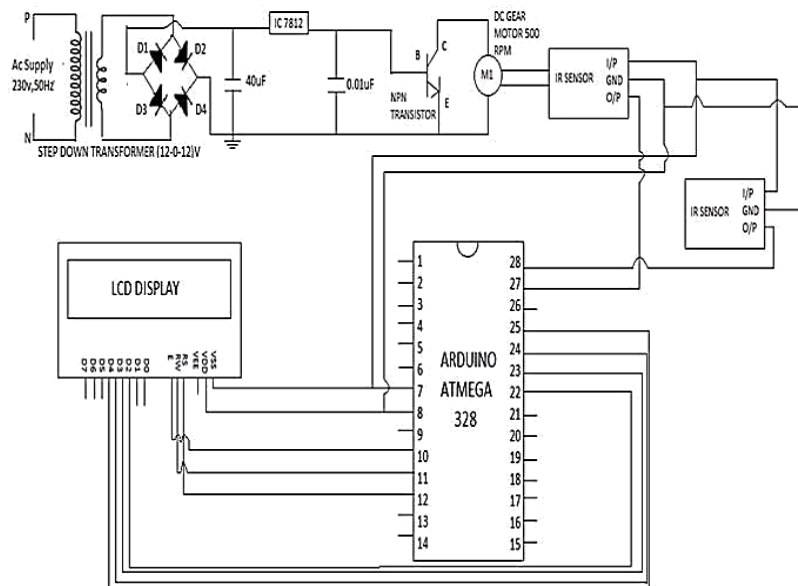 P
Ac Supply
230v,50Hz
N
STEP DOWN TRANSFORMER (12-0-12)V
D1
D2
D3
D4
40uF
IC 7812
0.01uF
B
C
E
NPN
TRANSISTOR
DC GEAR
MOTOR 500
RPM
M1
IR SENSOR
I/P
GND
O/P
IR SENSOR
I/P
GND
O/P
LCD DISPLAY
D7
D6
D5
D4
D3
D2
D1
D0
E
RW
RS
VEE
VDD
VSS
ARDUINO
ATMEGA
328
1
2
3
4
5
6
7
8
9
10
11
12
13
14
28
27
26
25
24
23
22
21
20
19
18
17
16
15